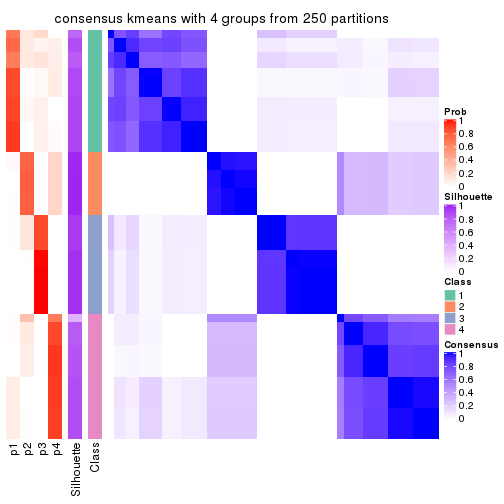 consensus kmeans with 4 groups from 250 partitions
Prob
1
0.8
0.6
0.4
0.2
0
Silhouette
1
0.8
0.6
0.4
0.2
0
Class
1
2
3
4
Consensus
1
0.8
0.6
0.4
0.2
0
p1
p2
p3
p4
Silhouette
Class